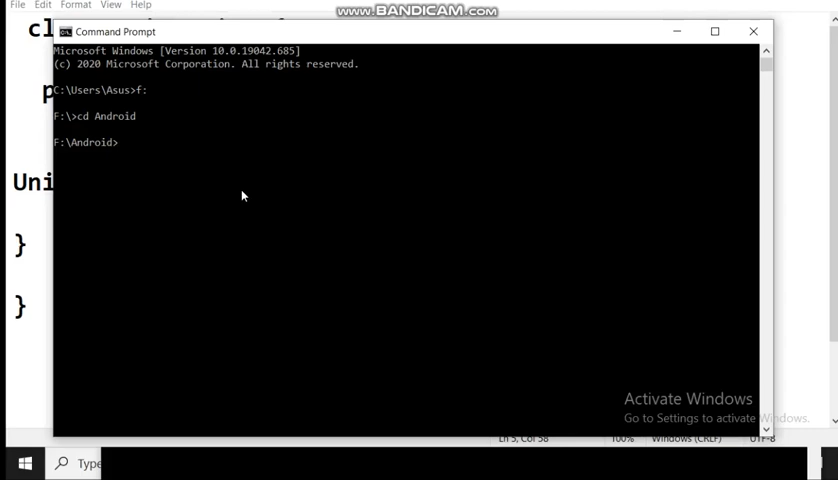 www.BANDICAM.com
File Edit Format View Help
cl
Command Prompt
Microsoft Windows [Version 10.0.19042.685]
(c) 2020 Microsoft Corporation. All rights reserved.
C:\Users\Asus>f:
p
F:\>cd Android
F:\Android>
Uni
}
}
Activate Windows
Go to Settings to activate Windows.
Ln 5, Col 58 100% Windows (CRLF) UTF-8
Type